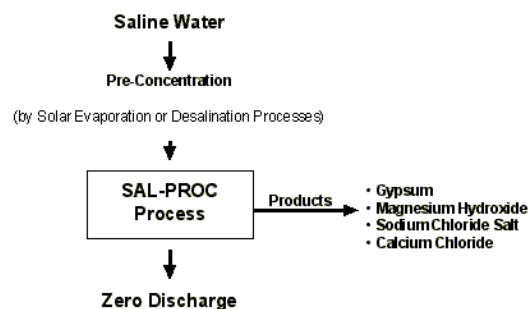 Saline Water
Pre-Concentration
(by Solar Evaporation or Desalination Processes)
SAL-PROC
Process
Products
• Gypsum
• Magnesium Hydroxide
• Sodium Chloride Salt
• Calcium Chloride
Zero Discharge